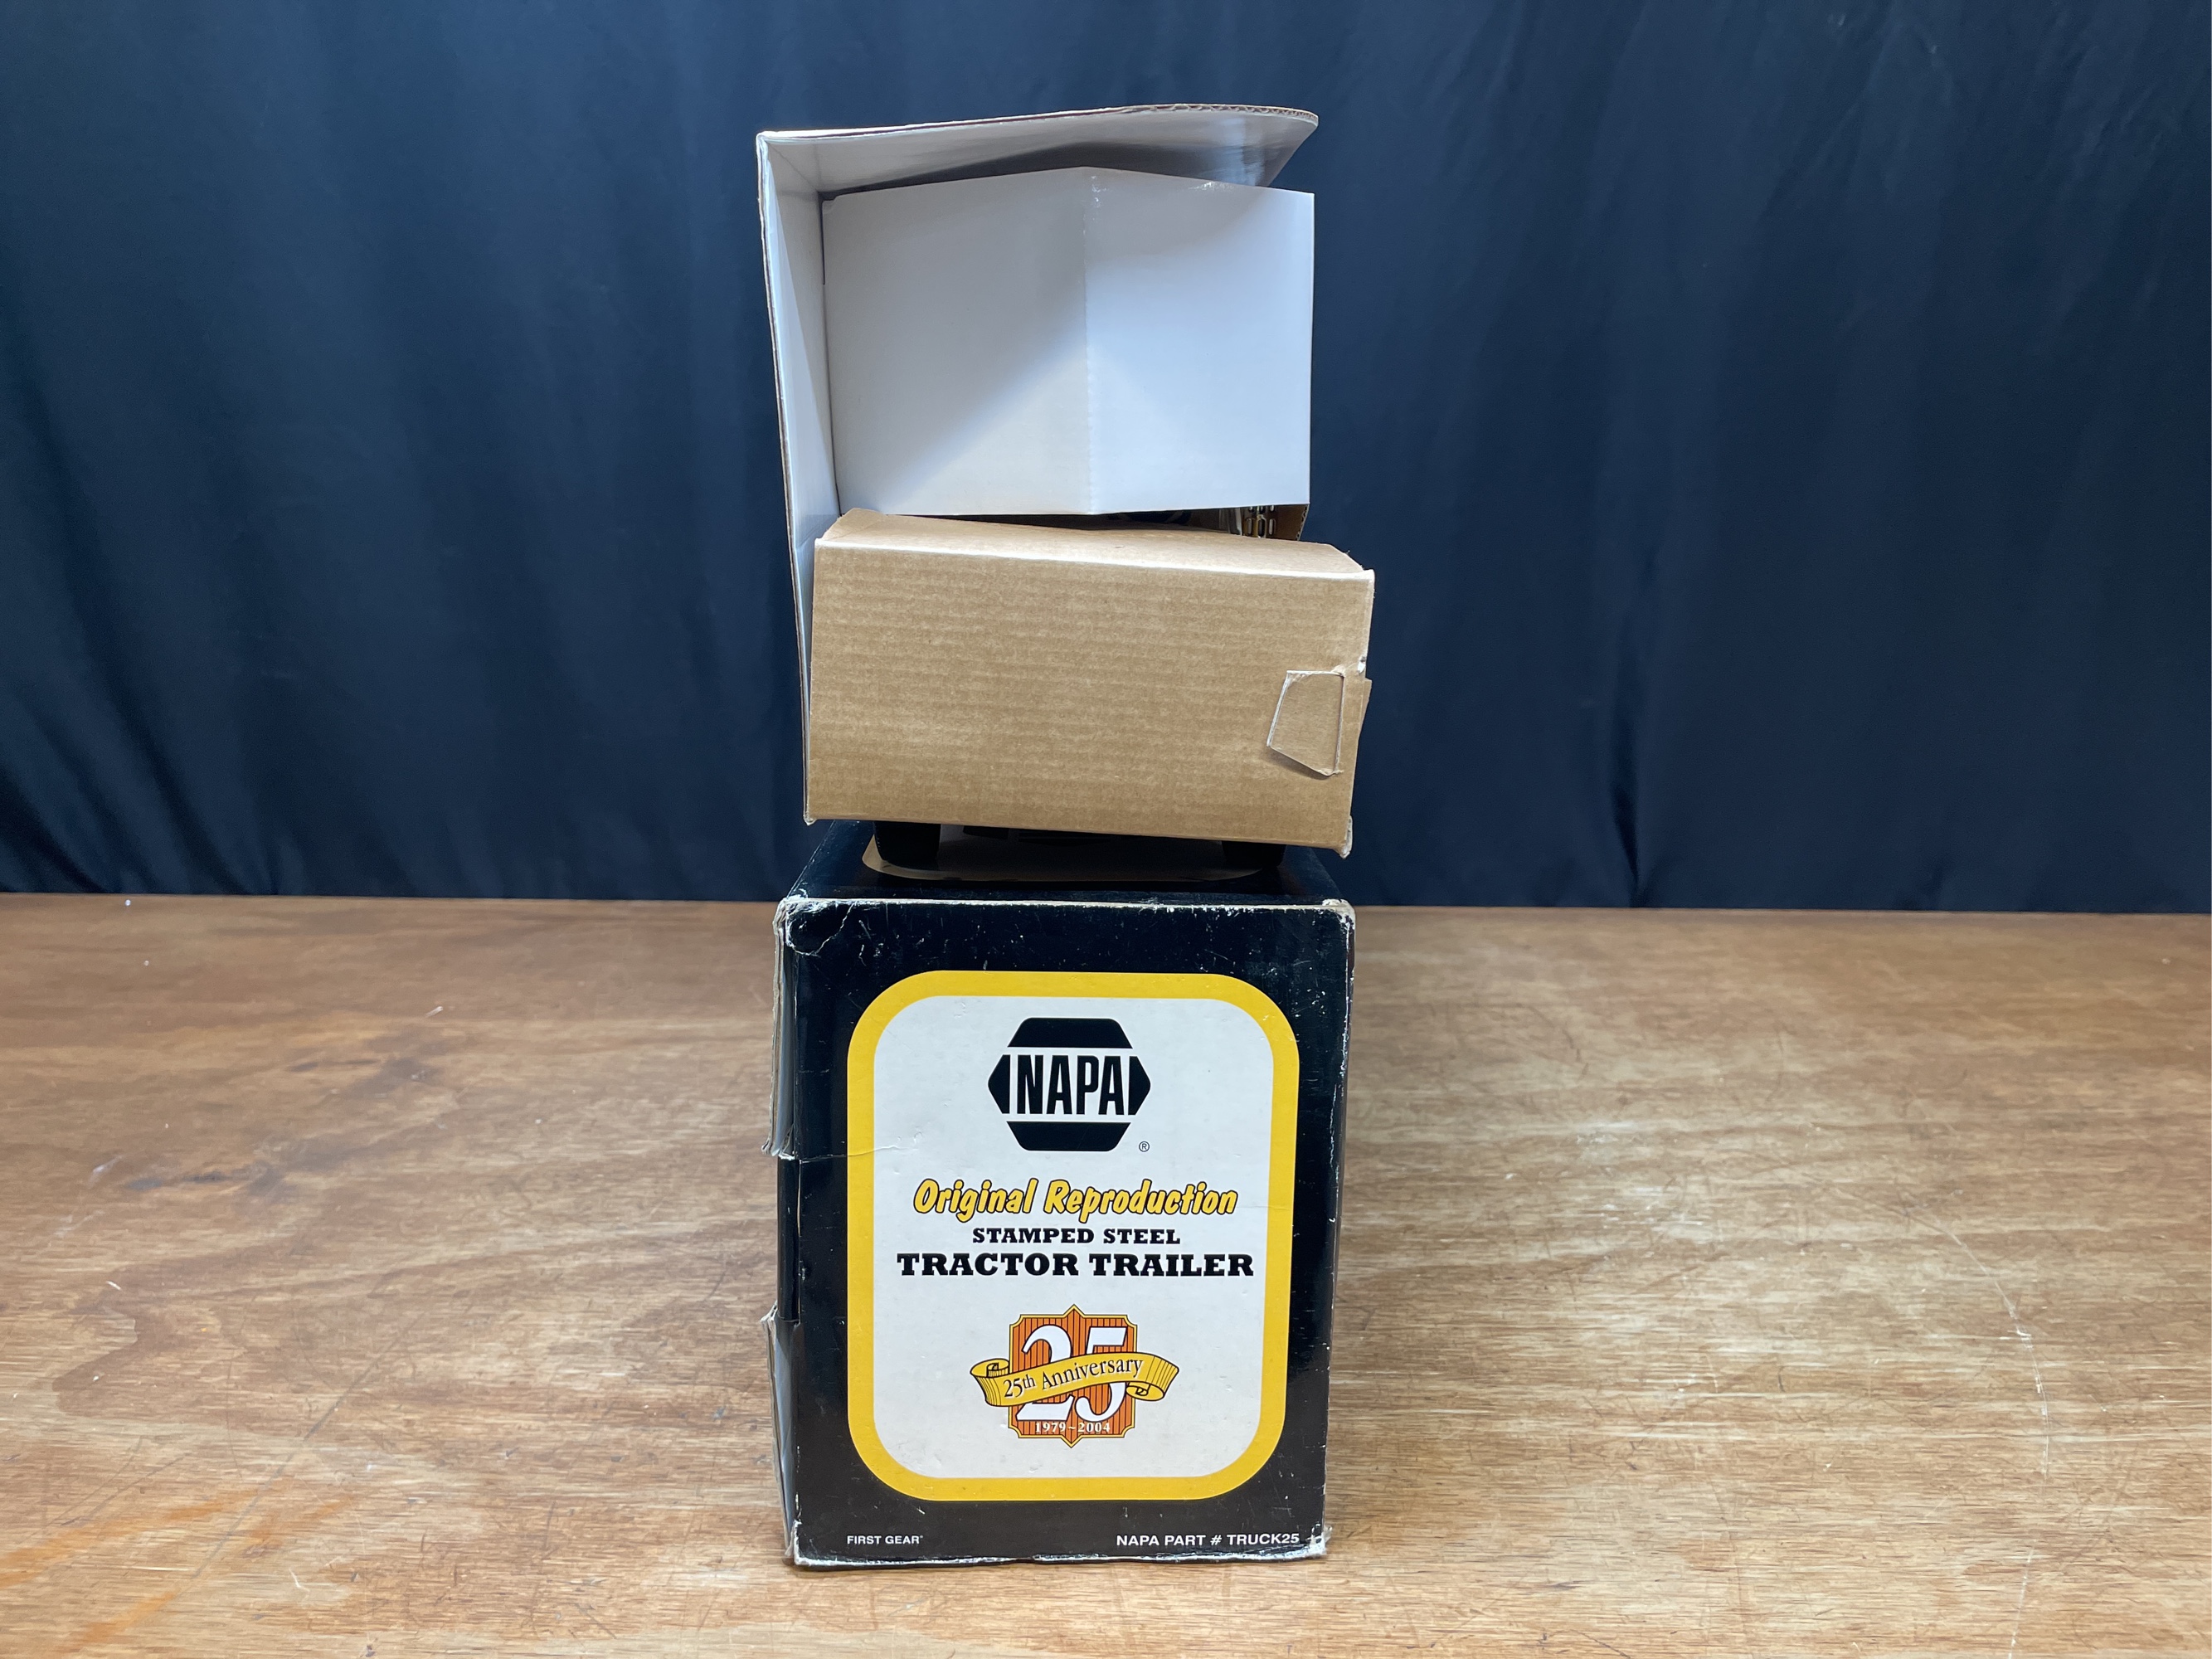 NAPA
®
Original Reproduction
STAMPED STEEL
TRACTOR TRAILER
25
25th Anniversary
1979-2004
FIRST GEAR®
NAPA PART # TRUCK25